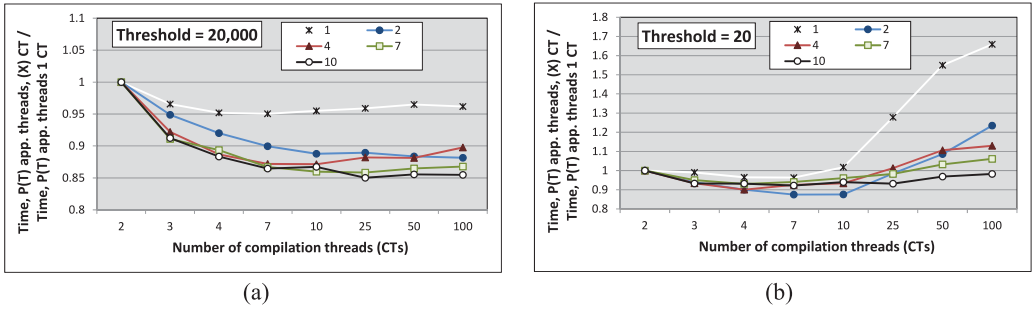 Threshold = 20,000
1
2
4
7
10
1.1
1.05
1
0.95
0.9
0.85
0.8
Time, P(T) app. threads, (X) CT /
Time, P(T) app. threads 1 CT
2 3 4 7 10 25 50 100
Number of compilation threads (CTs)
(a)
Threshold = 20
1
2
4
7
10
1.8
1.7
1.6
1.5
1.4
1.3
1.2
1.1
1
0.9
0.8
Time, P(T) app. threads, (X) CT /
Time, P(T) app. threads 1 CT
2 3 4 7 10 25 50 100
Number of compilation threads (CTs)
(b)